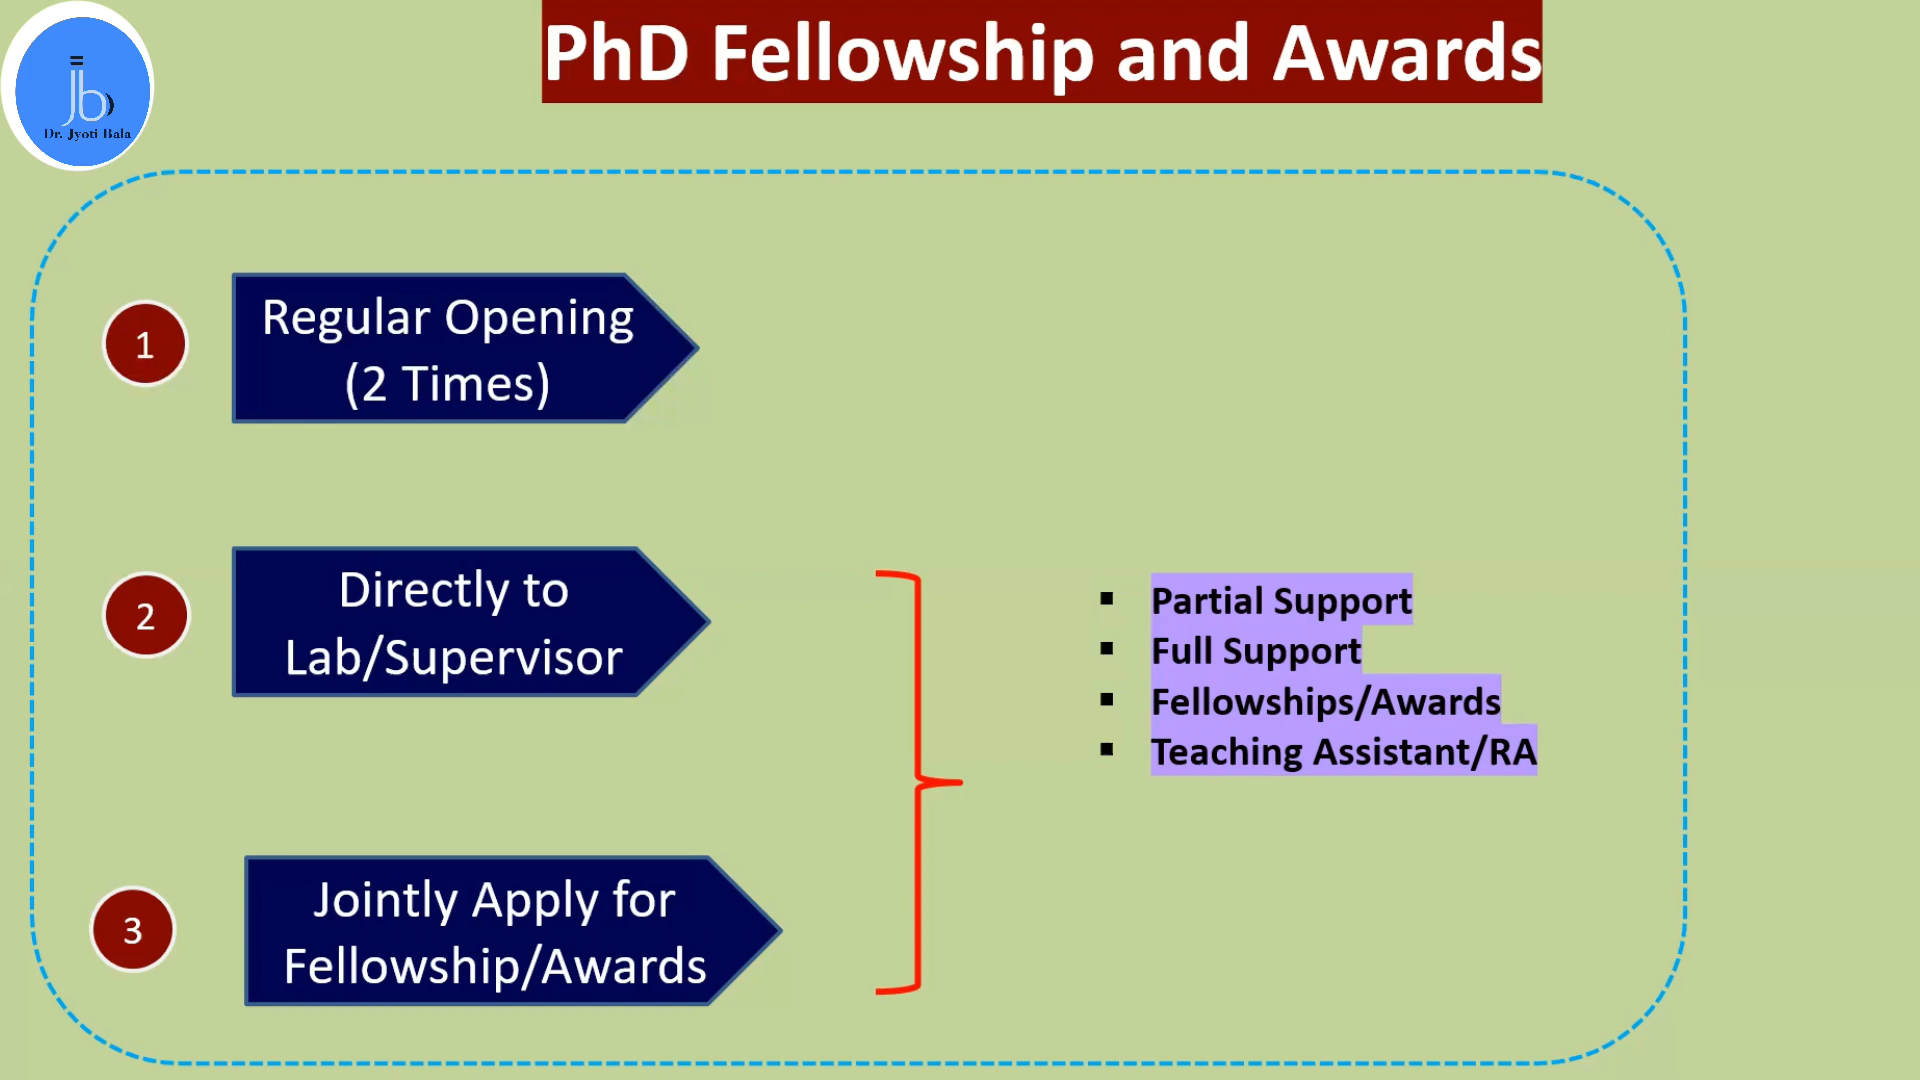 PhD Fellowship and Awards
jb
Dr. Jyoti Bala
1
Regular Opening
(2 Times)
2
Directly to
Lab/Supervisor
▪ Partial Support
▪ Full Support
▪ Fellowships/Awards
▪ Teaching Assistant/RA
3
Jointly Apply for
Fellowship/Awards